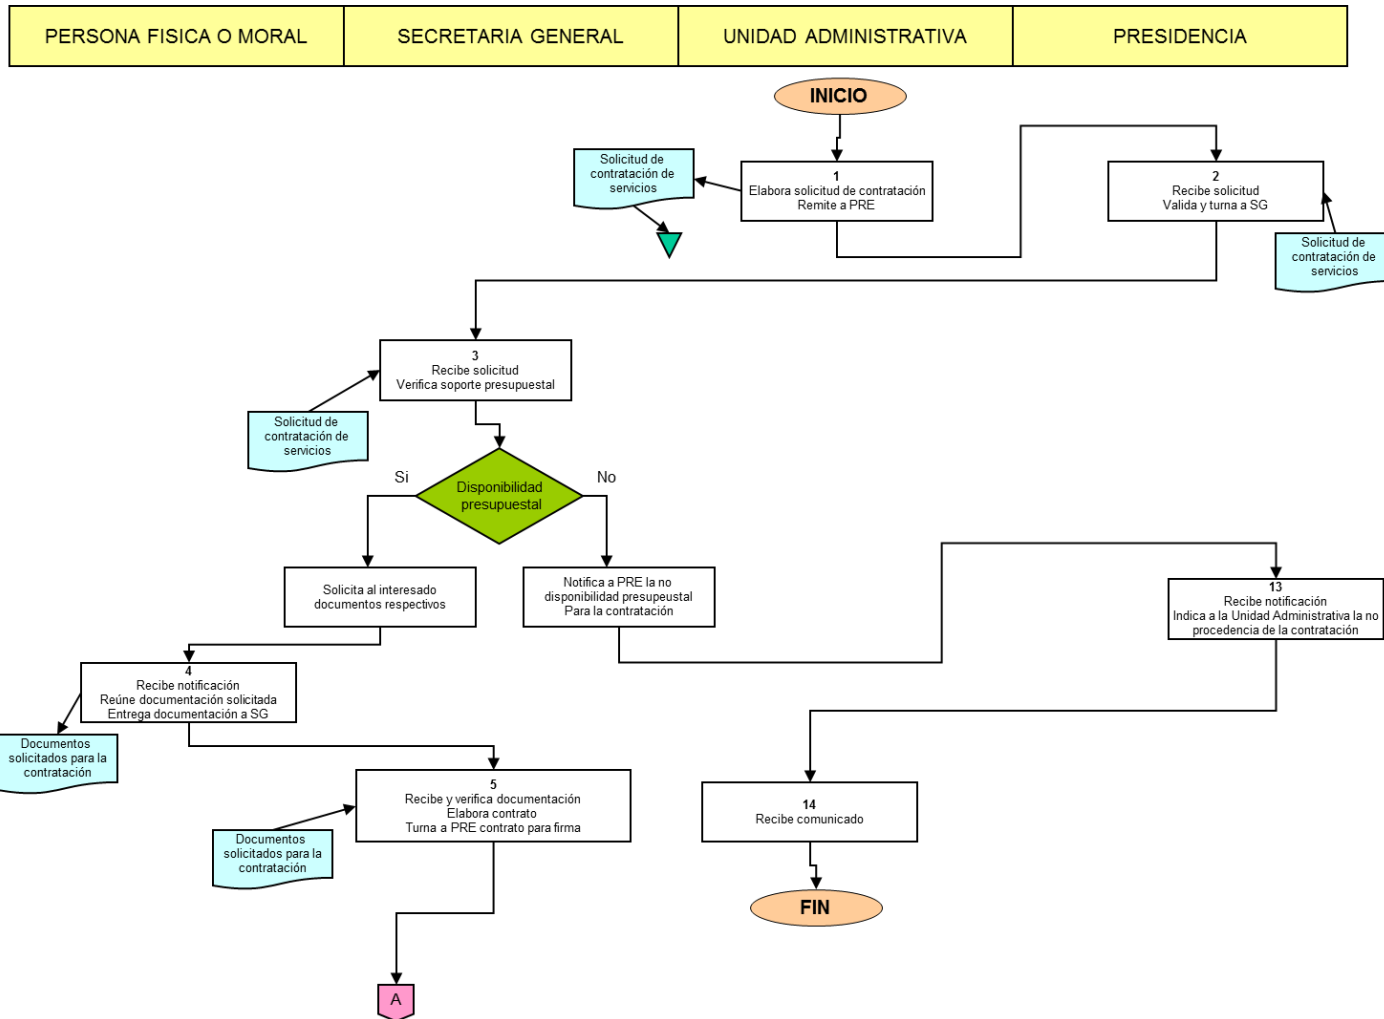 PERSONA FISICA O MORAL
SECRETARIA GENERAL
UNIDAD ADMINISTRATIVA
PRESIDENCIA
INICIO
Solicitud de
contratación de
servicios
1
Elabora solicitud de contratación
Remite a PRE
2
Recibe solicitud
Valida y turna a SG
Solicitud de
contratación de
servicios
3
Recibe solicitud
Verifica soporte presupuestal
Solicitud de
contratación de
servicios
Si
Disponibilidad
presupuestal
No
Solicita al interesado
documentos respectivos
Notifica a PRE la no
disponibilidad presupeustal
Para la contratación
13
Recibe notificación
Indica a la Unidad Administrativa la no
procedencia de la contratación
4
Recibe notificación
Reúne documentación solicitada
Entrega documentación a SG
Documentos
solicitados para la
contratación
5
Recibe y verifica documentación
Elabora contrato
Turna a PRE contrato para firma
Documentos
solicitados para la
contratación
14
Recibe comunicado
FIN
A